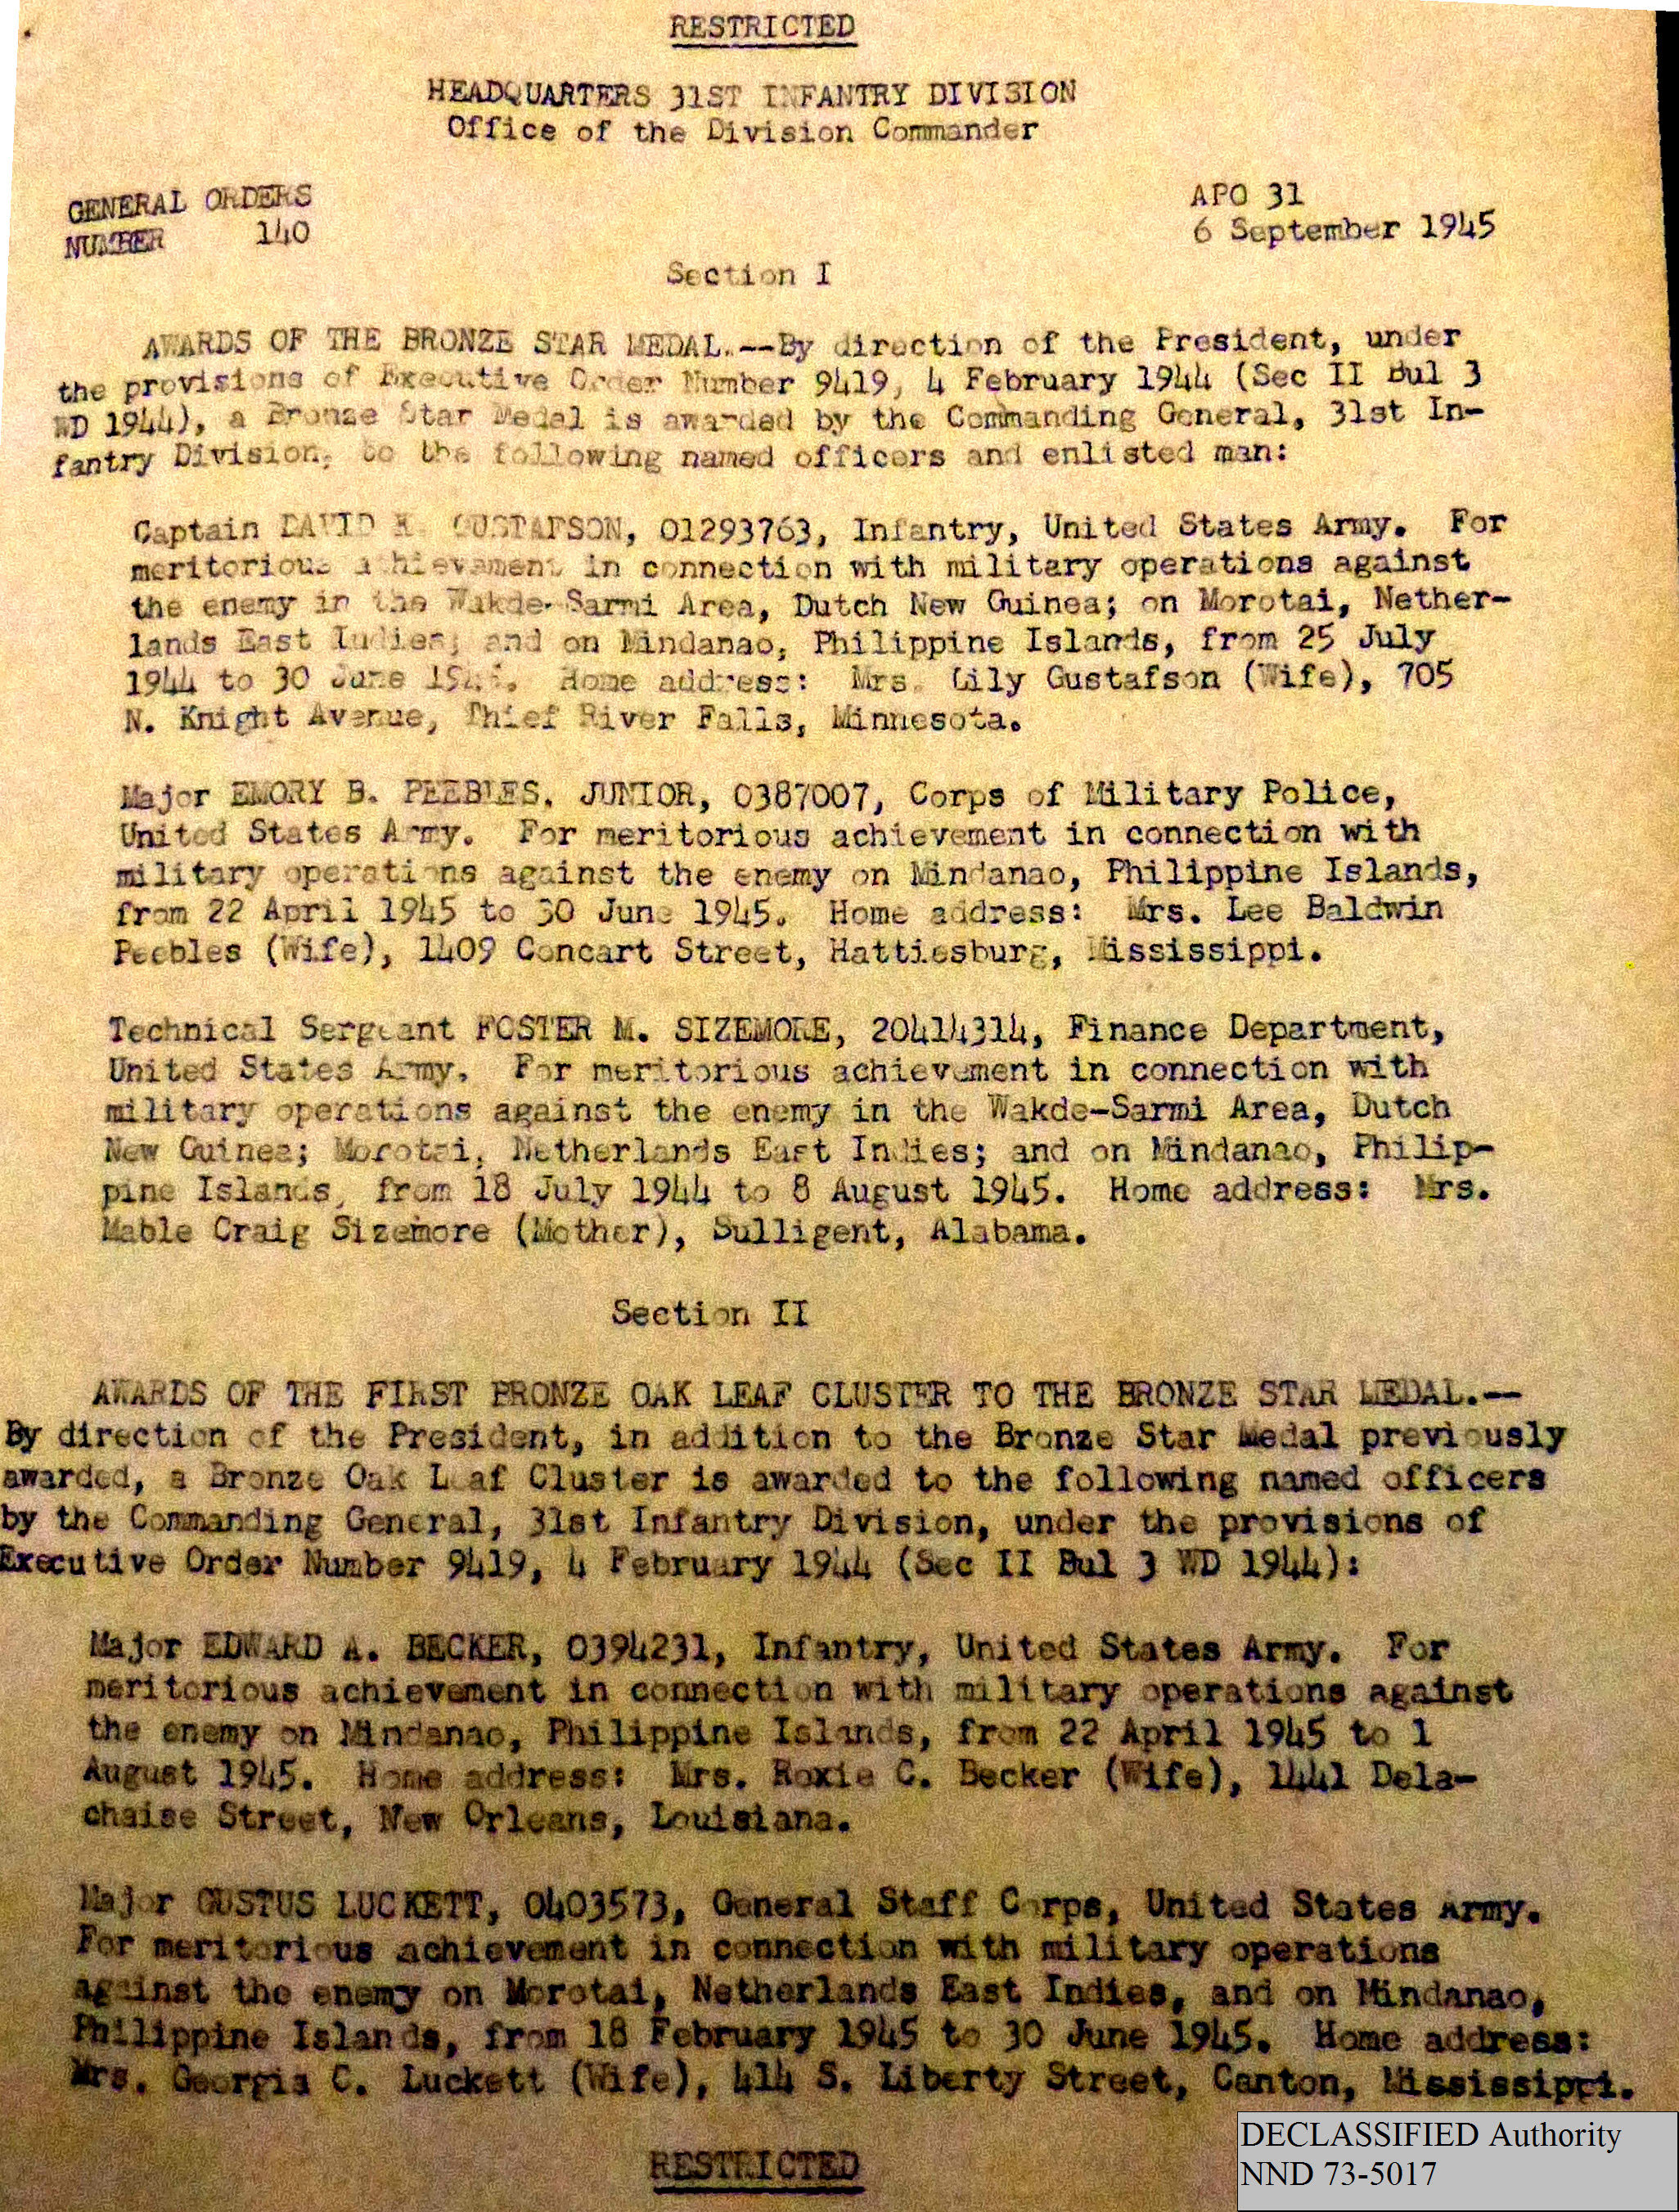 RESTRICTED
HEADQUARTERS 31ST INFANTRY DIVISION
Office of the Division Commander
GENERAL ORDERS
NUMBER 140
APO 31
6 September 1945
Section I
AWARDS OF THE BRONZE STAR MEDAL.--By direction of the President, under
the provisions of Executive Order Number 9419, 4 February 1944 (Sec II Bul 3
WD 1944), a Bronze Star Medal is awarded by the Commanding General, 31st In-
fantry Division, to the following named officers and enlisted man:
Captain DAVID R. GUSTAFSON, 01293763, Infantry, United States Army. For
meritorious achievement in connection with military operations against
the enemy in the Wakde-Sarmi Area, Dutch New Guinea; on Morotai, Nether-
lands East Indies; and on Mindanao, Philippine Islands, from 25 July
1944 to 30 June 1945. Home address: Mrs. Lily Gustafson (Wife), 705
N. Knight Avenue, Thief River Falls, Minnesota.
Major EMORY B. PEEBLES, JUNIOR, 0387007, Corps of Military Police,
United States Army. For meritorious achievement in connection with
military operations against the enemy on Mindanao, Philippine Islands,
from 22 April 1945 to 30 June 1945. Home address: Mrs. Lee Baldwin
Peebles (Wife), 1409 Concart Street, Hattiesburg, Mississippi.
Technical Sergeant FOSTER M. SIZEMORE, 20414314, Finance Department,
United States Army. For meritorious achievement in connection with
military operations against the enemy in the Wakde-Sarmi Area, Dutch
New Guinea; Morotai, Netherlands East Indies; and on Mindanao, Philip-
pine Islands, from 18 July 1944 to 8 August 1945. Home address: Mrs.
Mable Craig Sizemore (Mother), Sulligent, Alabama.
Section II
AWARDS OF THE FIRST BRONZE OAK LEAF CLUSTER TO THE BRONZE STAR MEDAL.--
By direction of the President, in addition to the Bronze Star Medal previously
awarded, a Bronze Oak Leaf Cluster is awarded to the following named officers
by the Commanding General, 31st Infantry Division, under the provisions of
Executive Order Number 9419, 4 February 1944 (Sec II Bul 3 WD 1944):
Major EDWARD A. BECKER, 0394231, Infantry, United States Army. For
meritorious achievement in connection with military operations against
the enemy on Mindanao, Philippine Islands, from 22 April 1945 to 1
August 1945. Home address: Mrs. Roxie C. Becker (Wife), 1441 Dela-
chaise Street, New Orleans, Louisiana.
Major GUSTUS LUCKETT, 0403573, General Staff Corps, United States Army.
For meritorious achievement in connection with military operations
against the enemy on Morotai, Netherlands East Indies, and on Mindanao,
Philippine Islands, from 18 February 1945 to 30 June 1945. Home address:
Mrs. Georgia C. Luckett (Wife), 414 S. Liberty Street, Canton, Mississippi.
RESTRICTED
DECLASSIFIED Authority
NND 73-5017